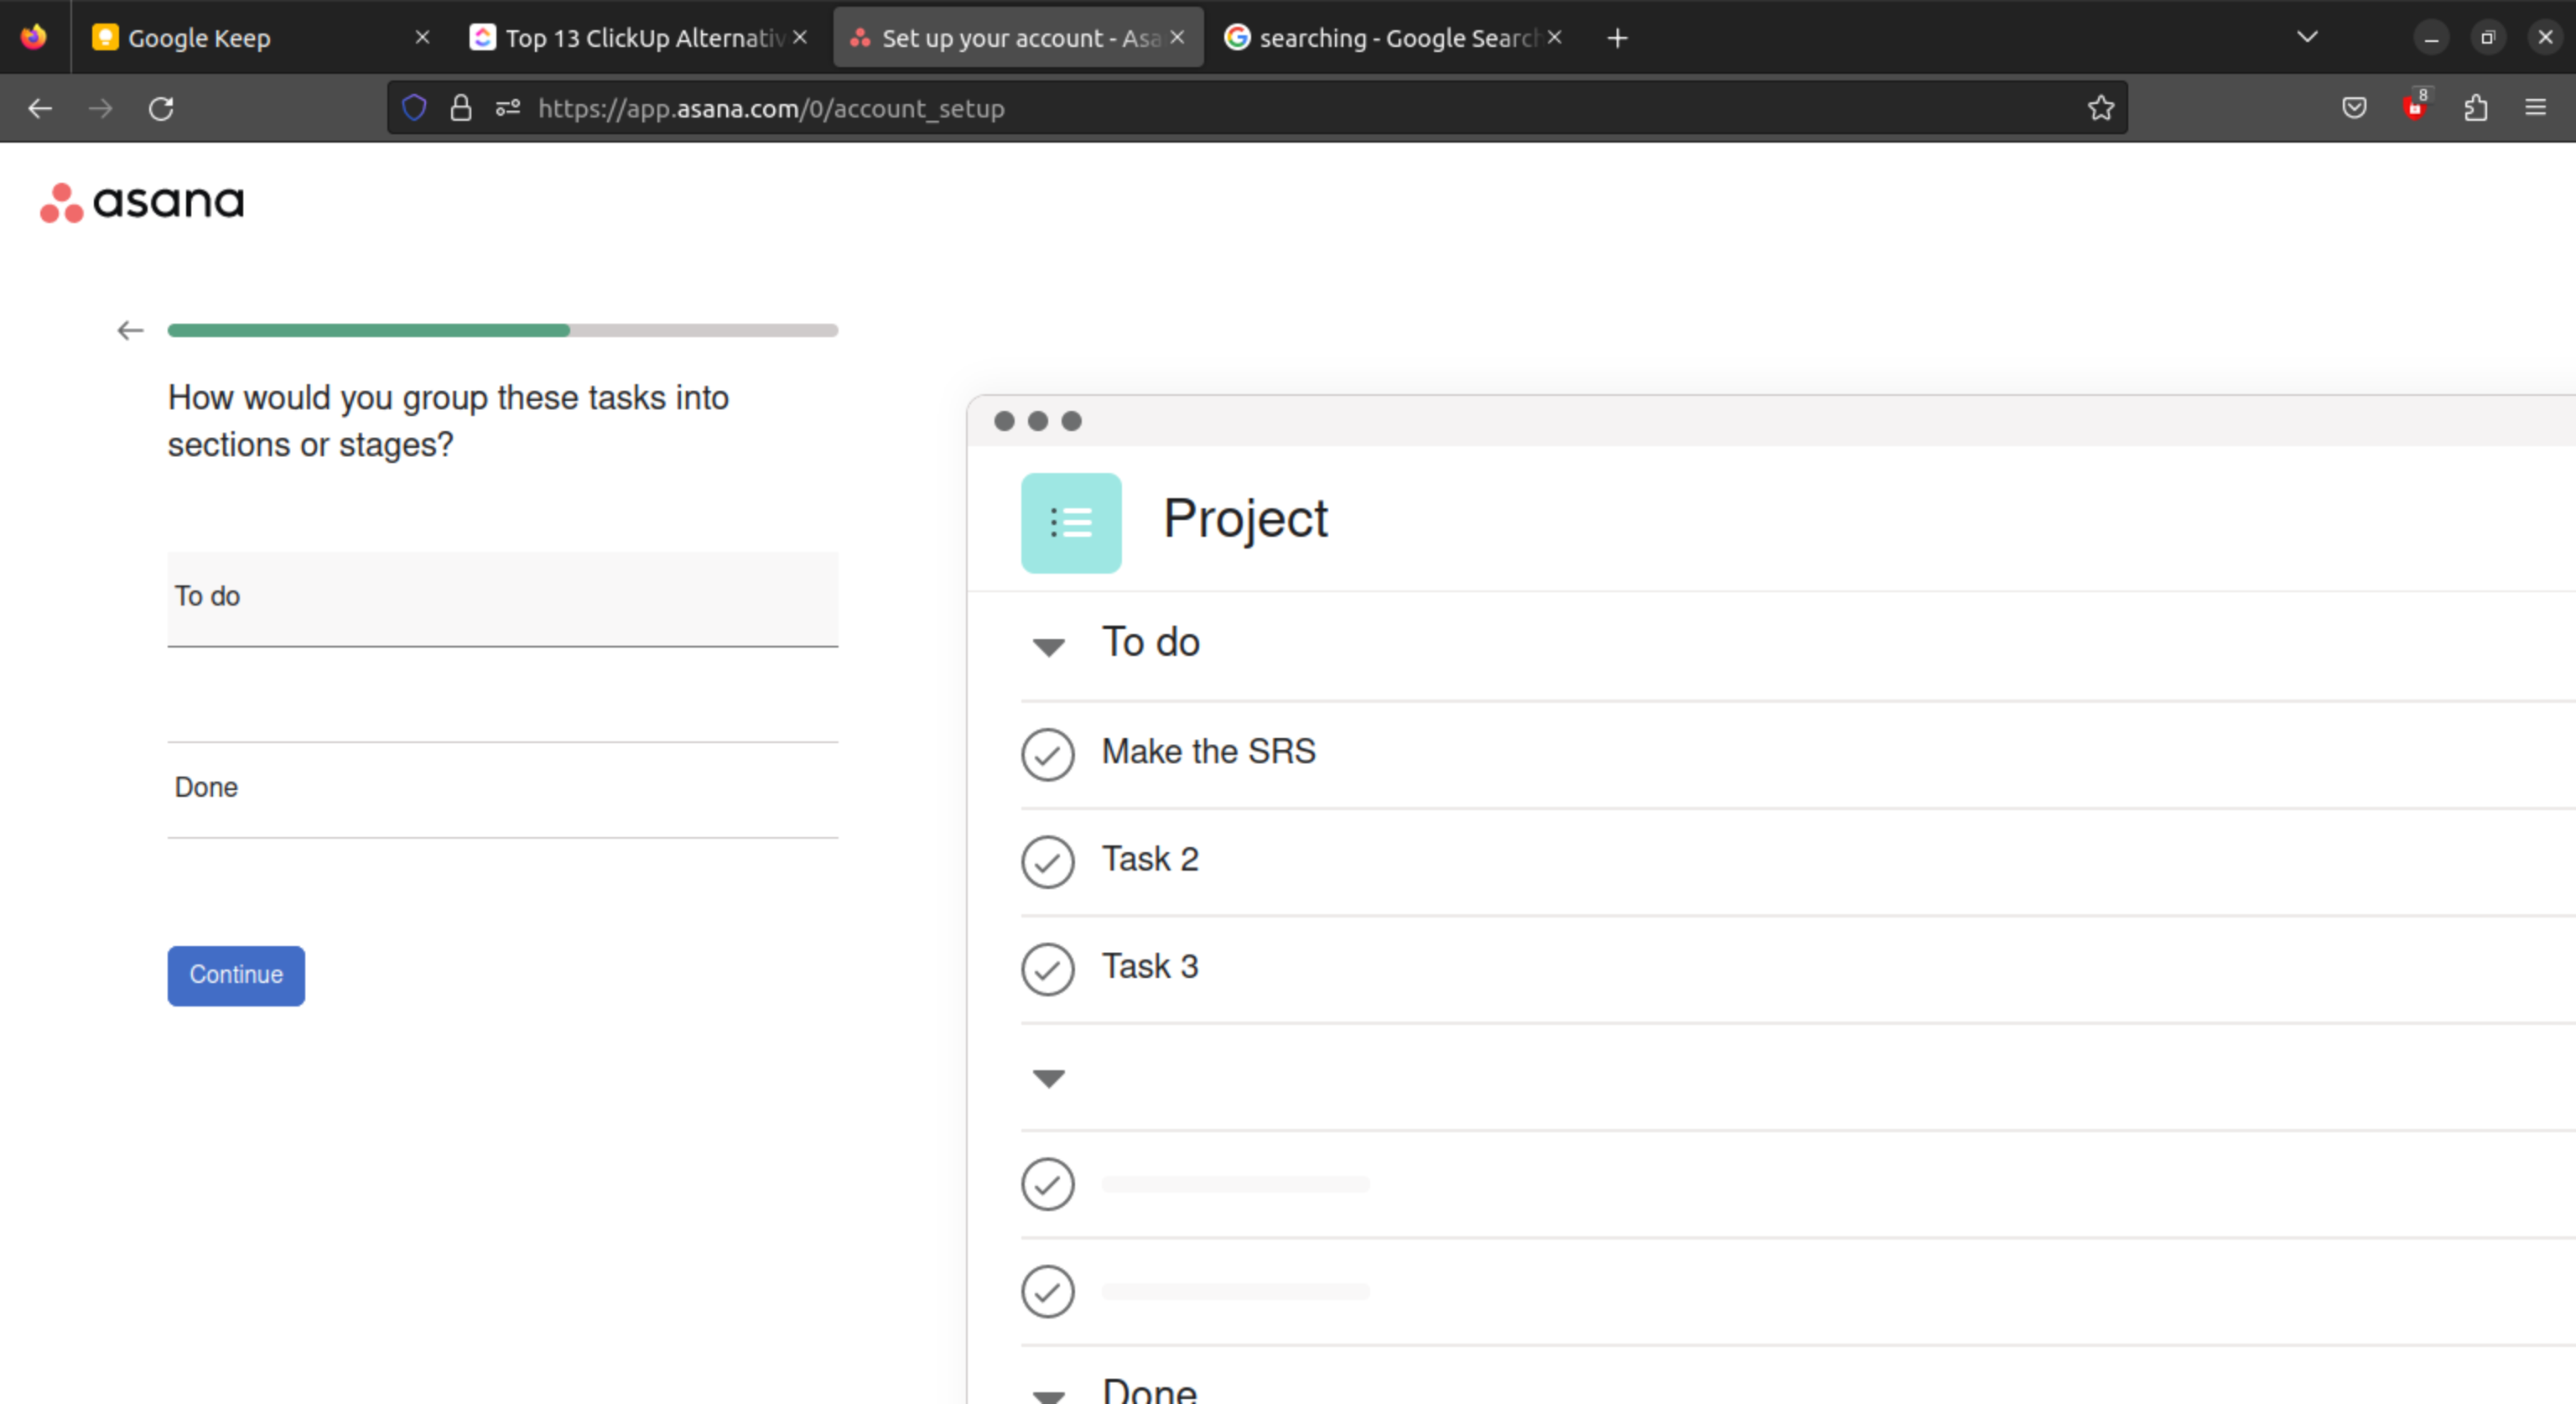 Google Keep
Top 13 ClickUp Alternativ
Set up your account - Asa
searching - Google Search
https://app.asana.com/0/account_setup
8
asana
How would you group these tasks into
sections or stages?
To do
Done
Continue
Project
To do
Make the SRS
Task 2
Task 3
Done